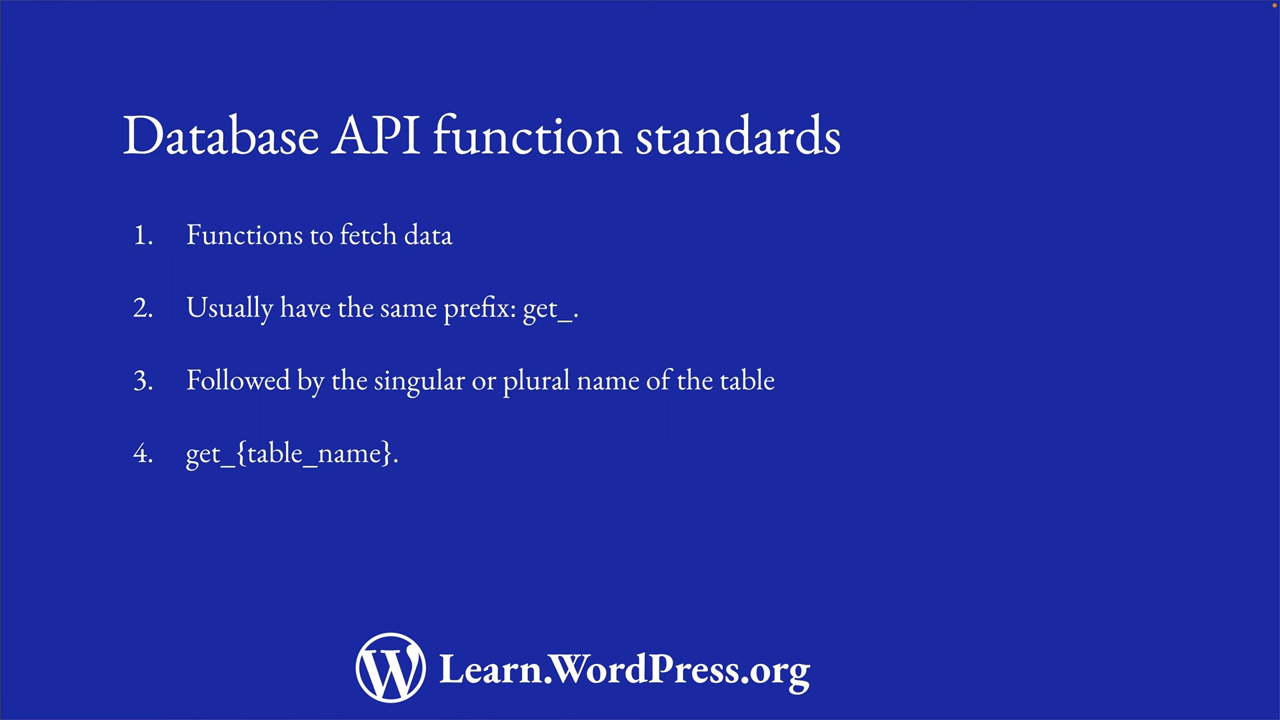 Database API function standards
1. Functions to fetch data
2. Usually have the same prefix: get_.
3. Followed by the singular or plural name of the table
4. get_{table_name}.
Learn.WordPress.org